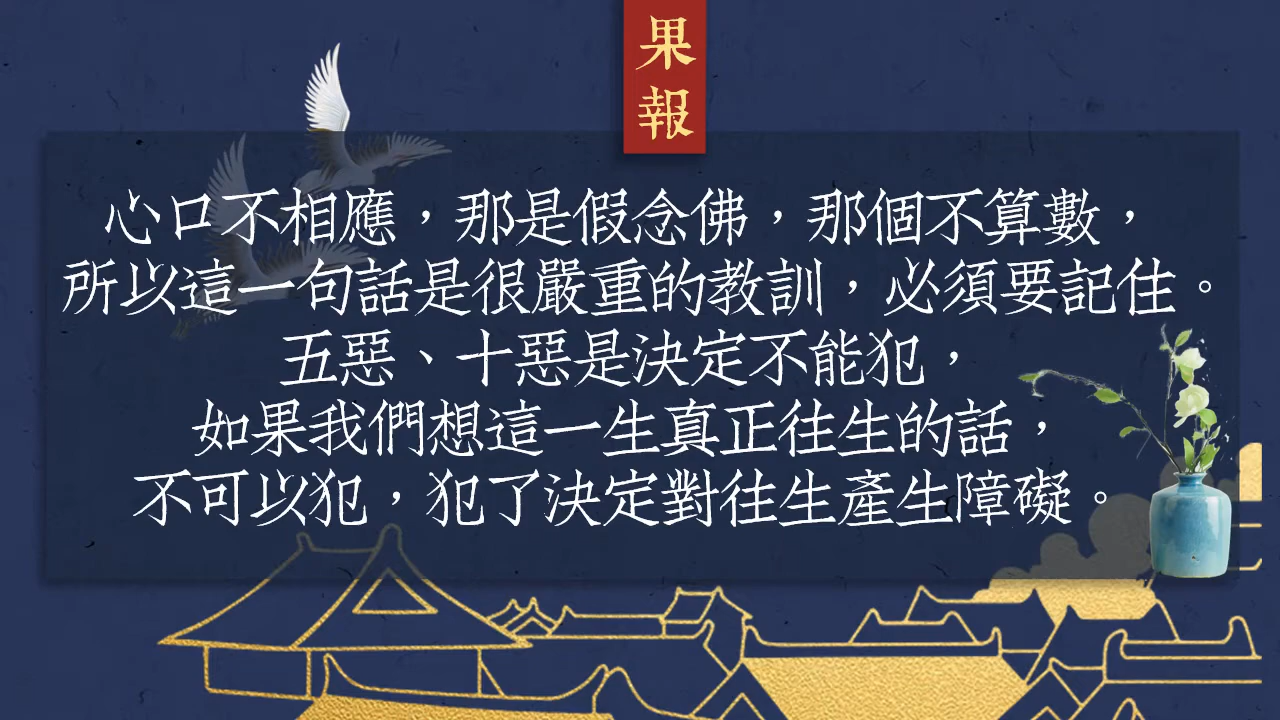 果報
心口不相應，那是假念佛，那個不算數，
所以這一句話是很嚴重的教訓，必須要記住。
五惡、十惡是決定不能犯，
如果我們想這一生真正往生的話，
不可以犯，犯了決定對往生產生障礙。